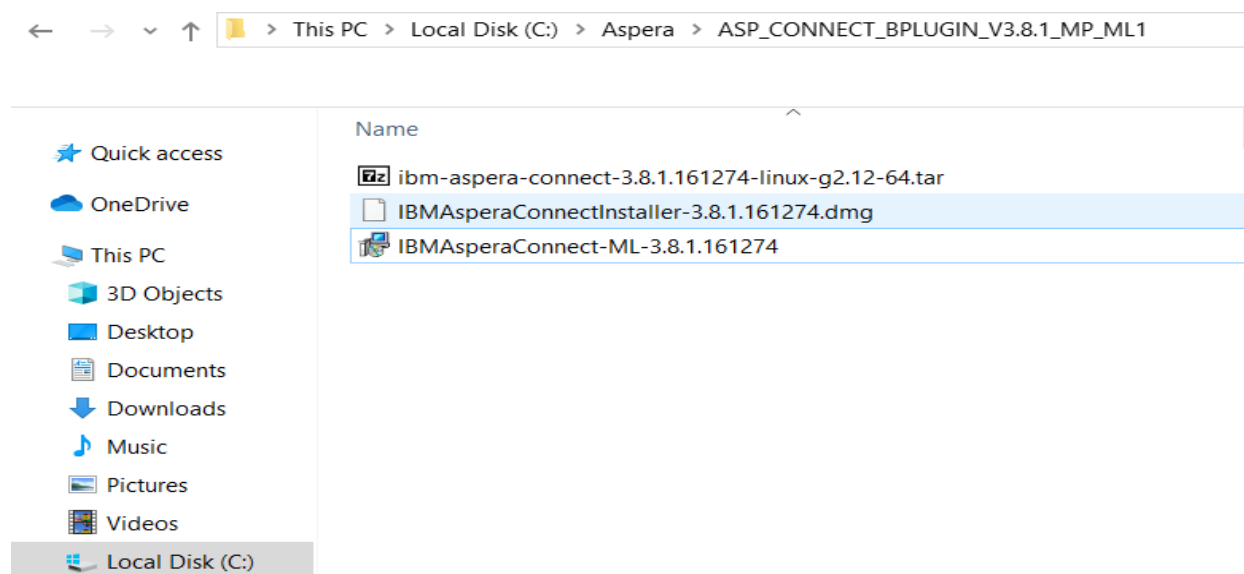 This PC > Local Disk (C:) > Aspera > ASP_CONNECT_BPLUGIN_V3.8.1_MP_ML1
Name
Quick access
OneDrive
This PC
3D Objects
Desktop
Documents
Downloads
Music
Pictures
Videos
Local Disk (C:)
7z ibm-aspera-connect-3.8.1.161274-linux-g2.12-64.tar
IBMAsperaConnectInstaller-3.8.1.161274.dmg
IBMAsperaConnect-ML-3.8.1.161274